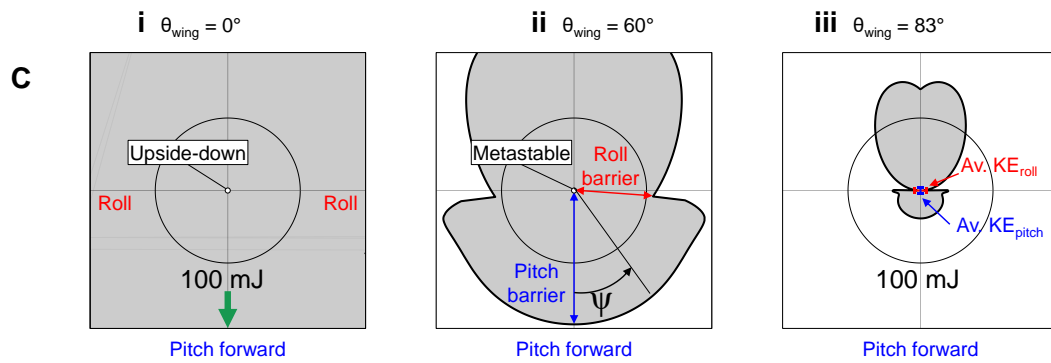 C
i θwing = 0°
ii θwing = 60°
iii θwing = 83°
Upside-down
Roll
Roll
100 mJ
Pitch forward
Metastable
Roll
barrier
Pitch
barrier
ψ
Pitch forward
Av. KEroll
Av. KEpitch
100 mJ
Pitch forward